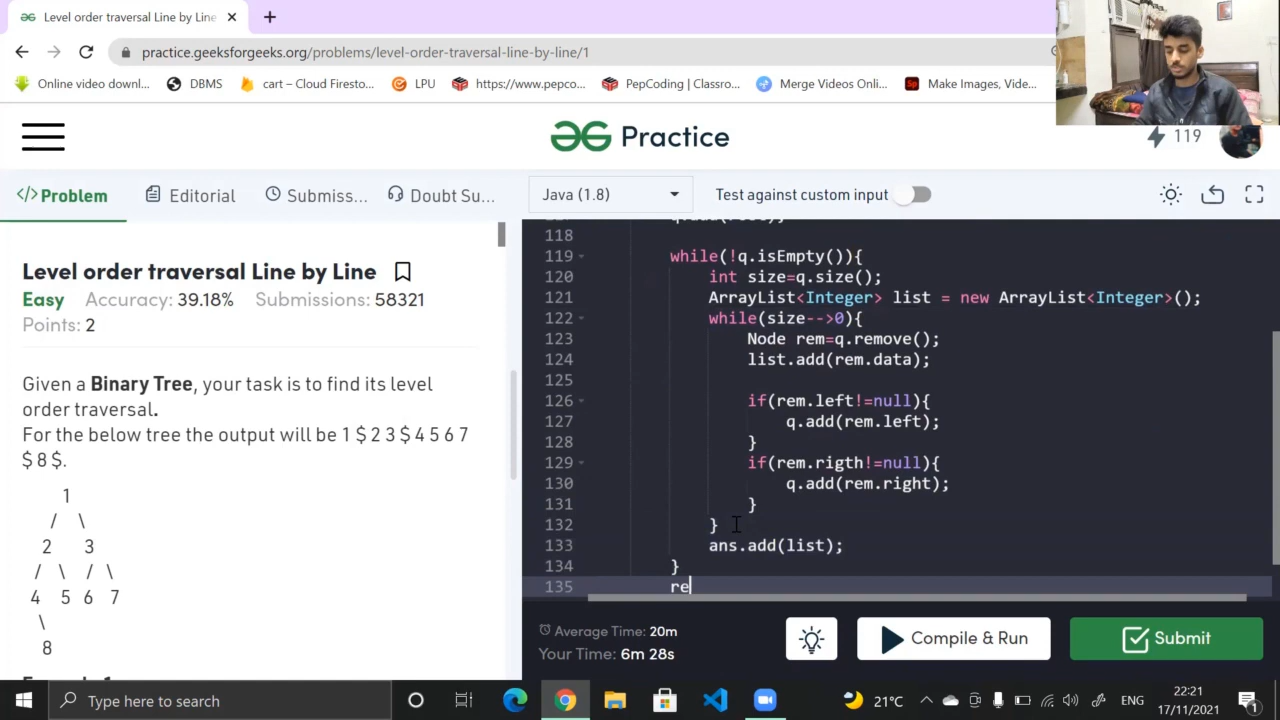 Level order traversal Line by Line
practice.geeksforgeeks.org/problems/level-order-traversal-line-by-line/1
Online video downl...
DBMS
cart – Cloud Firesto...
LPU
https://www.pepco...
PepCoding | Classro...
Merge Videos Onli...
Make Images, Vide...
Practice
119
</> Problem
Editorial
Submiss...
Doubt Su...
Java (1.8)
Test against custom input
Level order traversal Line by Line
Easy Accuracy: 39.18% Submissions: 58321
Points: 2
Given a Binary Tree, your task is to find its level
order traversal.
For the below tree the output will be 1 $ 2 3 $ 4 5 6 7
$ 8 $.
1
/ \
2 3
/ \ / \
4 5 6 7
\
8
118
119 while(!q.isEmpty()){
120 int size=q.size();
121 ArrayList<Integer> list = new ArrayList<Integer>();
122 while(size-->0){
123 Node rem=q.remove();
124 list.add(rem.data);
125
126 if(rem.left!=null){
127 q.add(rem.left);
128 }
129 if(rem.rigth!=null){
130 q.add(rem.right);
131 }
132 }
133 ans.add(list);
134 }
135 re
Average Time: 20m
Your Time: 6m 28s
Compile & Run
Submit
Type here to search
21°C
ENG
22:21
17/11/2021
1